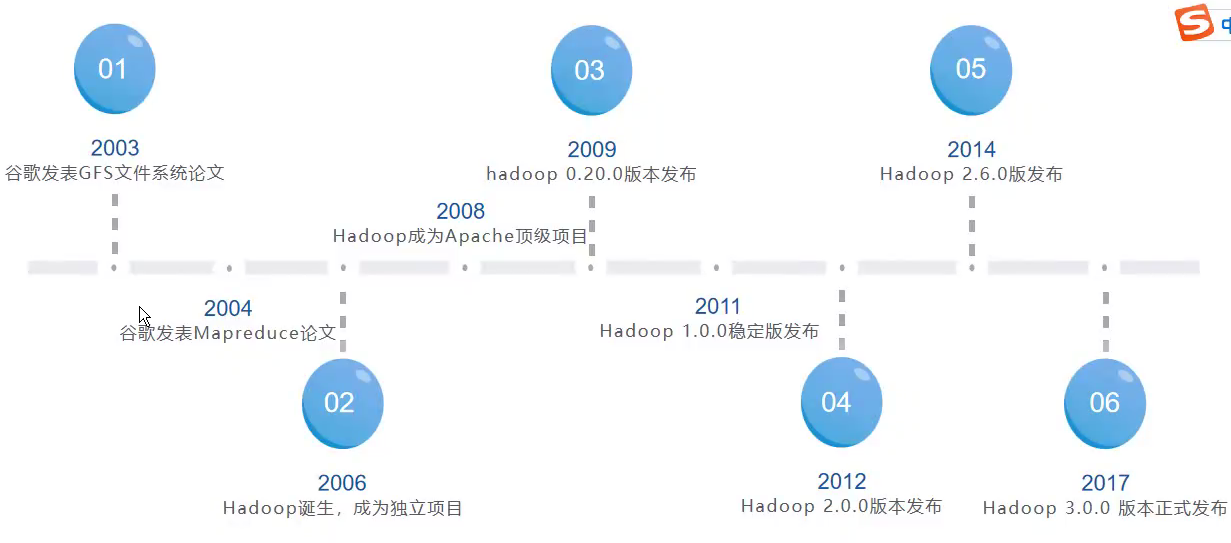 01
2003
谷歌发表GFS文件系统论文
2004
谷歌发表Mapreduce论文
02
2006
Hadoop诞生，成为独立项目
2008
Hadoop成为Apache顶级项目
03
2009
hadoop 0.20.0版本发布
2011
Hadoop 1.0.0稳定版发布
04
2012
Hadoop 2.0.0版本发布
05
2014
Hadoop 2.6.0版发布
06
2017
Hadoop 3.0.0 版本正式发布
S